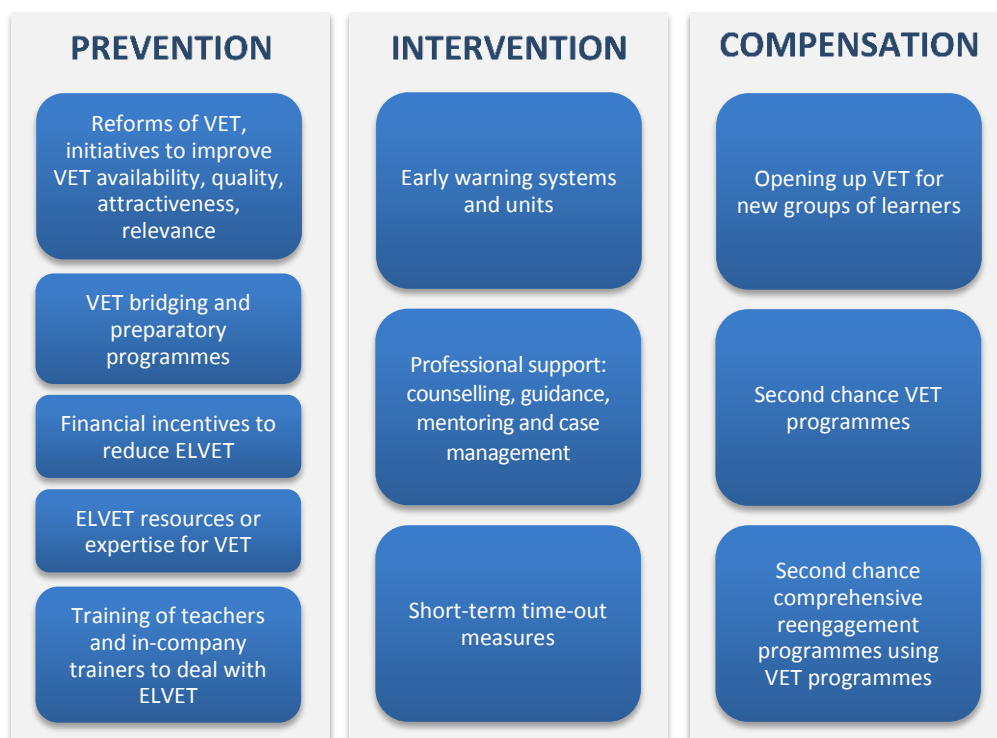 PREVENTION
Reforms of VET,
initiatives to improve
VET availability, quality,
attractiveness,
relevance
VET bridging and
preparatory
programmes
Financial incentives to
reduce ELVET
ELVET resources or
expertise for VET
Training of teachers
and in-company
trainers to deal with
ELVET
INTERVENTION
Early warning systems
and units
Professional support:
counselling, guidance,
mentoring and case
management
Short-term time-out
measures
COMPENSATION
Opening up VET for
new groups of learners
Second chance VET
programmes
Second chance
comprehensive
reengagement
programmes using
VET programmes